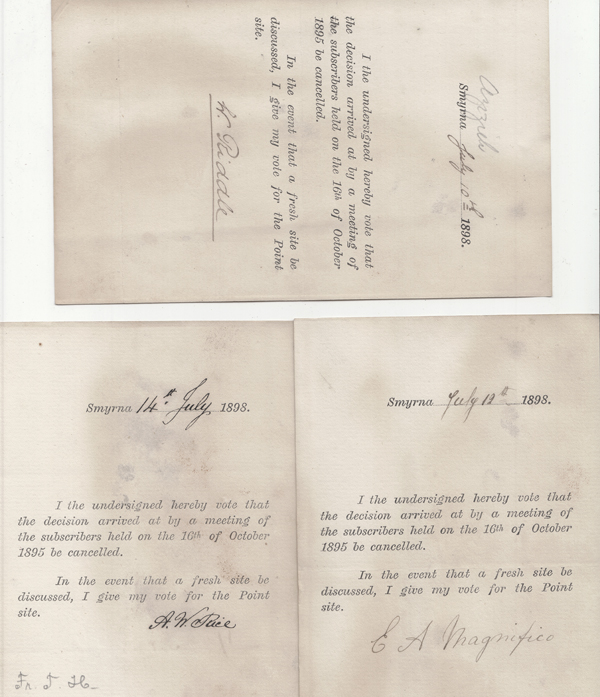 Smyrna July 10th 1898.
I the undersigned hereby vote that
the decision arrived at by a meeting of
the subscribers held on the 16th of October
1895 be cancelled.
In the event that a fresh site be
discussed, I give my vote for the Point
site.
W. Riddle
Smyrna 14th July 1898.
I the undersigned hereby vote that
the decision arrived at by a meeting of
the subscribers held on the 16th of October
1895 be cancelled.
In the event that a fresh site be
discussed, I give my vote for the Point
site.
Fr. T. H.
Smyrna July 1898.
I the undersigned hereby vote that
the decision arrived at by a meeting of
the subscribers held on the 16th of October
1895 be cancelled.
In the event that a fresh site be
discussed, I give my vote for the Point
site.
E A Magnifico